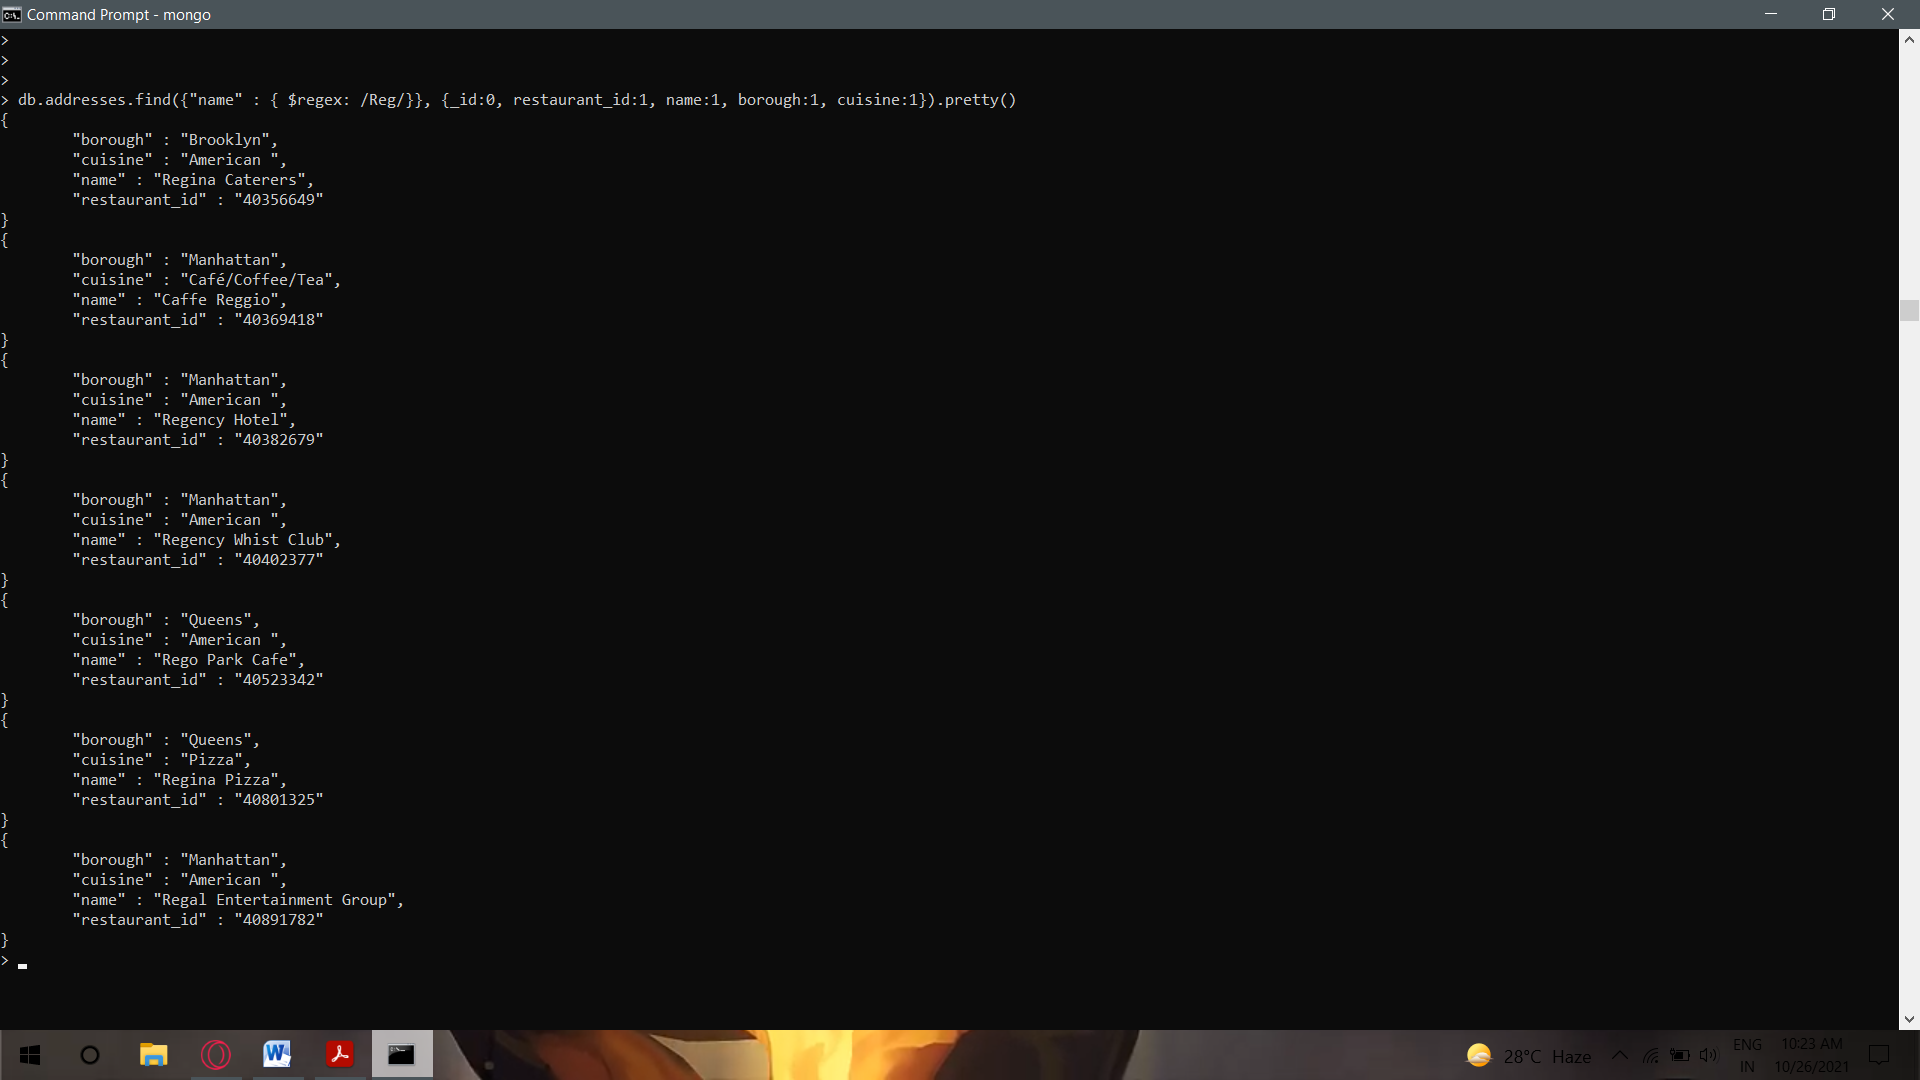 Command Prompt - mongo
>
>
>
> db.addresses.find({"name" : { $regex: /Reg/}}, {_id:0, restaurant_id:1, name:1, borough:1, cuisine:1}).pretty()
{
        "borough" : "Brooklyn",
        "cuisine" : "American ",
        "name" : "Regina Caterers",
        "restaurant_id" : "40356649"
}
{
        "borough" : "Manhattan",
        "cuisine" : "Café/Coffee/Tea",
        "name" : "Caffe Reggio",
        "restaurant_id" : "40369418"
}
{
        "borough" : "Manhattan",
        "cuisine" : "American ",
        "name" : "Regency Hotel",
        "restaurant_id" : "40382679"
}
{
        "borough" : "Manhattan",
        "cuisine" : "American ",
        "name" : "Regency Whist Club",
        "restaurant_id" : "40402377"
}
{
        "borough" : "Queens",
        "cuisine" : "American ",
        "name" : "Rego Park Cafe",
        "restaurant_id" : "40523342"
}
{
        "borough" : "Queens",
        "cuisine" : "Pizza",
        "name" : "Regina Pizza",
        "restaurant_id" : "40801325"
}
{
        "borough" : "Manhattan",
        "cuisine" : "American ",
        "name" : "Regal Entertainment Group",
        "restaurant_id" : "40891782"
}
>
28°C Haze
ENG
IN
10:23 AM
10/26/2021